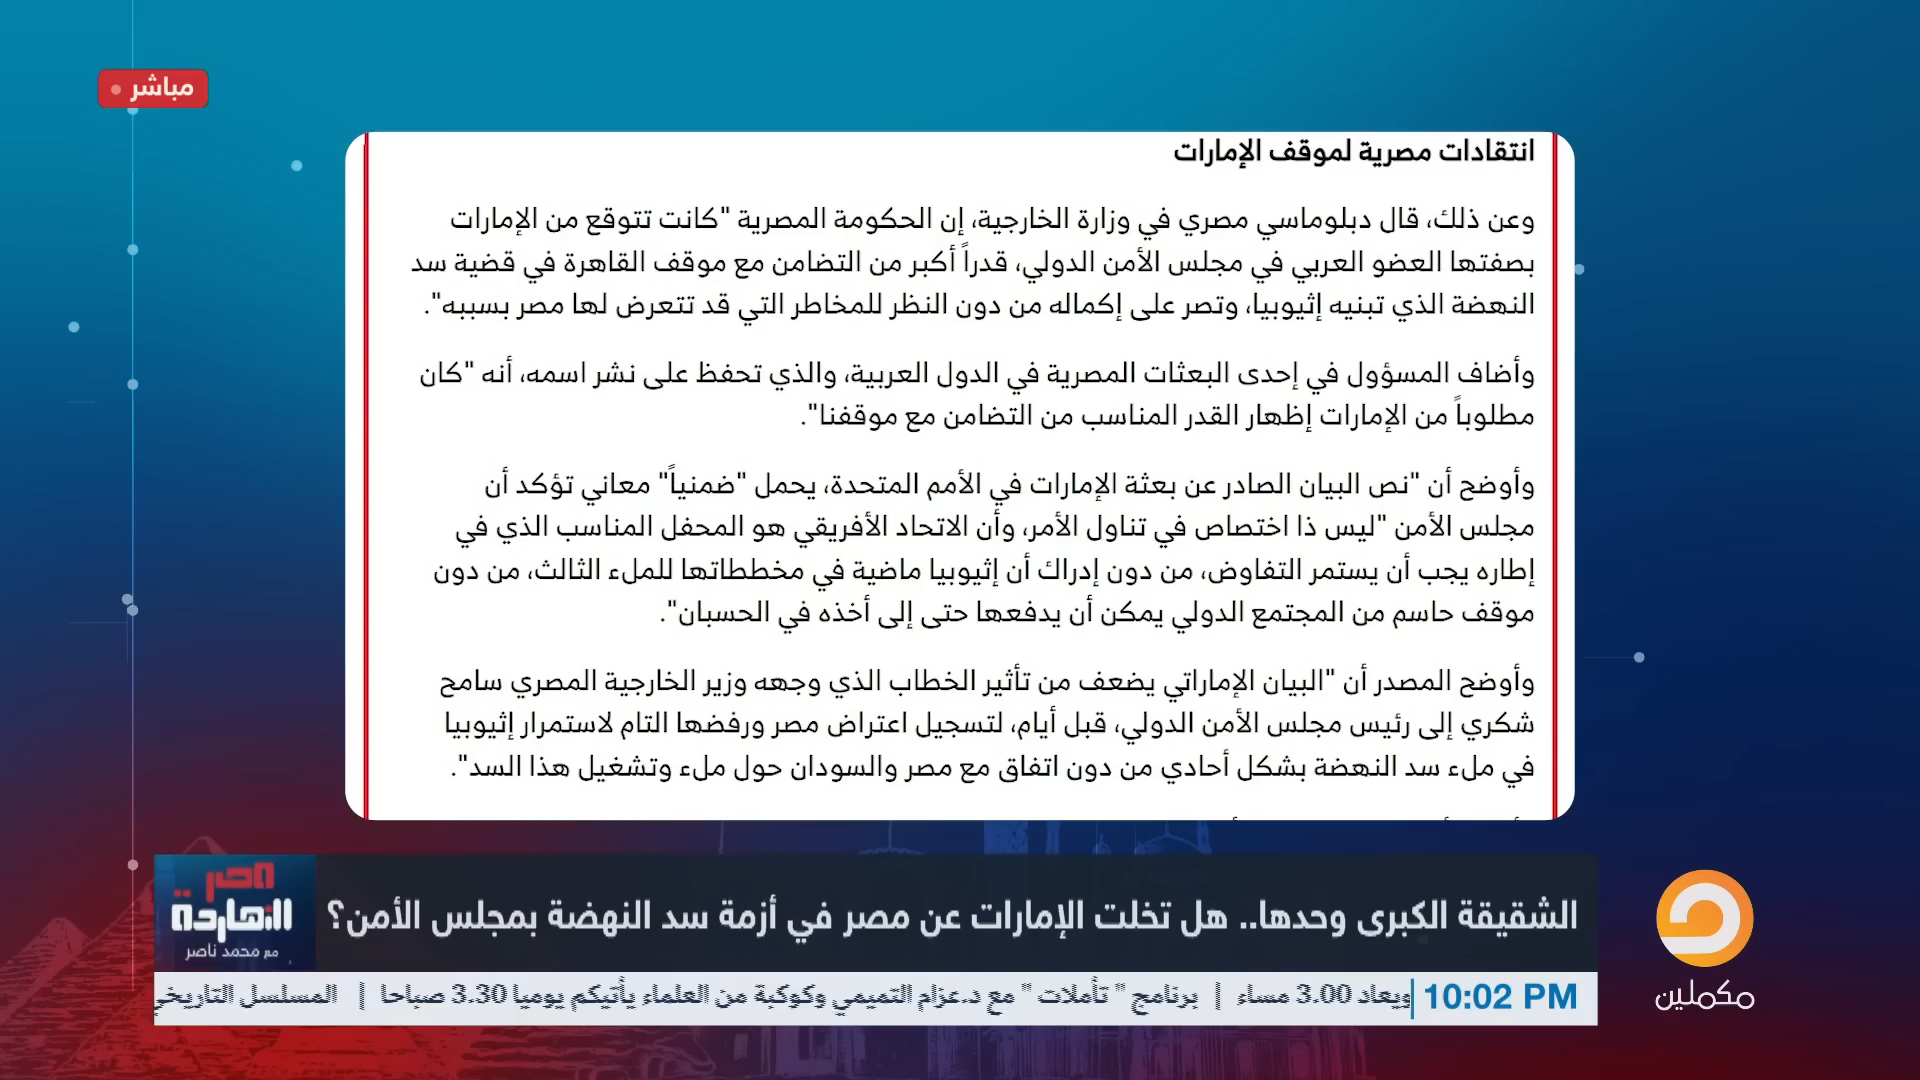 مباشر
انتقادات مصرية لموقف الإمارات
وعن ذلك، قال دبلوماسي مصري في وزارة الخارجية، إن الحكومة المصرية "كانت تتوقع من الإمارات
بصفتها العضو العربي في مجلس الأمن الدولي، قدراً أكبر من التضامن مع موقف القاهرة في قضية سد
النهضة الذي تبنيه إثيوبيا، وتصر على إكماله من دون النظر للمخاطر التي قد تتعرض لها مصر بسببه".
وأضاف المسؤول في إحدى البعثات المصرية في الدول العربية، والذي تحفظ على نشر اسمه، أنه "كان
مطلوباً من الإمارات إظهار القدر المناسب من التضامن مع موقفنا".
وأوضح أن "نص البيان الصادر عن بعثة الإمارات في الأمم المتحدة، يحمل "ضمنياً" معاني تؤكد أن
مجلس الأمن "ليس ذا اختصاص في تناول الأمر، وأن الاتحاد الأفريقي هو المحفل المناسب الذي في
إطاره يجب أن يستمر التفاوض، من دون إدراك أن إثيوبيا ماضية في مخططاتها للملء الثالث، من دون
موقف حاسم من المجتمع الدولي يمكن أن يدفعها حتى إلى أخذه في الحسبان".
وأوضح المصدر أن "البيان الإماراتي يضعف من تأثير الخطاب الذي وجهه وزير الخارجية المصري سامح
شكري إلى رئيس مجلس الأمن الدولي، قبل أيام، لتسجيل اعتراض مصر ورفضها التام لاستمرار إثيوبيا
في ملء سد النهضة بشكل أحادي من دون اتفاق مع مصر والسودان حول ملء وتشغيل هذا السد".
الشقيقة الكبرى وحدها.. هل تخلت الإمارات عن مصر في أزمة سد النهضة بمجلس الأمن؟
مصر
النهاردة
مع محمد ناصر
10:02 PM
ويعاد 3.00 مساء | برنامج " تأملات " مع د.عزام التميمي وكوكبة من العلماء يأتيكم يوميا 3.30 صباحا | المسلسل التاريخي
مكملين